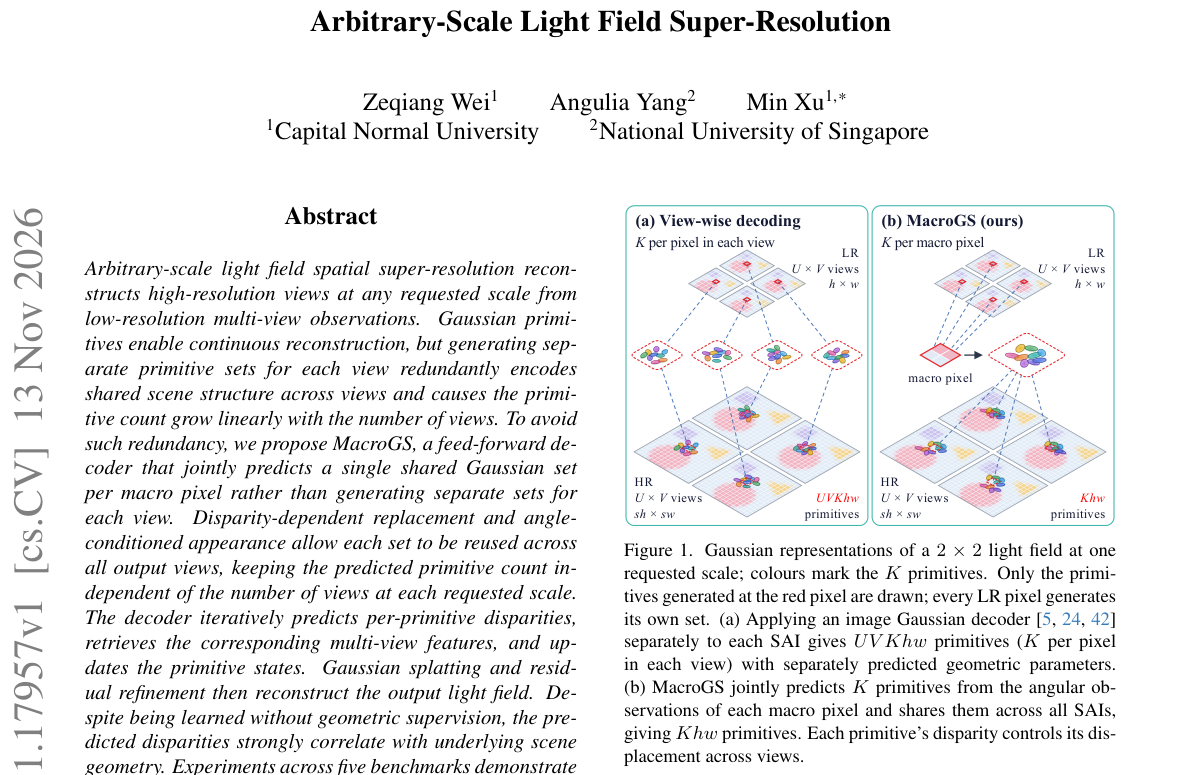 Arbitrary-Scale Light Field Super-Resolution
Zeqiang Wei1 Angulia Yang2 Min Xu1,*
1Capital Normal University 2National University of Singapore
1.17957v1 [cs.CV] 13 Nov 2026
Abstract
Arbitrary-scale light field spatial super-resolution recon-
structs high-resolution views at any requested scale from
low-resolution multi-view observations. Gaussian primi-
tives enable continuous reconstruction, but generating sep-
arate primitive sets for each view redundantly encodes
shared scene structure across views and causes the primi-
tive count grow linearly with the number of views. To avoid
such redundancy, we propose MacroGS, a feed-forward de-
coder that jointly predicts a single shared Gaussian set
per macro pixel rather than generating separate sets for
each view. Disparity-dependent replacement and angle-
conditioned appearance allow each set to be reused across
all output views, keeping the predicted primitive count in-
dependent of the number of views at each requested scale.
The decoder iteratively predicts per-primitive disparities,
retrieves the corresponding multi-view features, and up-
dates the primitive states. Gaussian splatting and resid-
ual refinement then reconstruct the output light field. De-
spite being learned without geometric supervision, the pre-
dicted disparities strongly correlate with underlying scene
geometry. Experiments across five benchmarks demonstrate
(a) View-wise decoding
K per pixel in each view
LR
U × V views
h × w
HR
U × V views
sh × sw
UVKhw
primitives
(b) MacroGS (ours)
K per macro pixel
LR
U × V views
h × w
macro pixel
HR
U × V views
sh × sw
Khw
primitives
Figure 1. Gaussian representations of a 2 × 2 light field at one
requested scale; colours mark the K primitives. Only the primi-
tives generated at the red pixel are drawn; every LR pixel generates
its own set. (a) Applying an image Gaussian decoder [5, 24, 42]
separately to each SAI gives UVKhw primitives (K per pixel
in each view) with separately predicted geometric parameters.
(b) MacroGS jointly predicts K primitives from the angular ob-
servations of each macro pixel and shares them across all SAIs,
giving Khw primitives. Each primitive's disparity controls its dis-
placement across views.